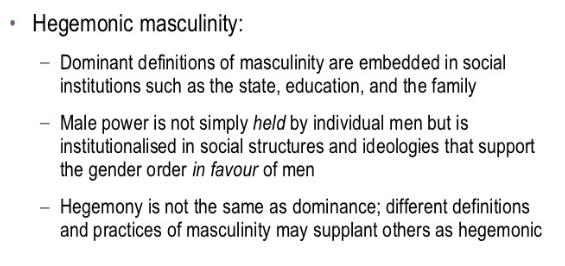 • Hegemonic masculinity:
– Dominant definitions of masculinity are embedded in social
institutions such as the state, education, and the family
– Male power is not simply held by individual men but is
institutionalised in social structures and ideologies that support
the gender order in favour of men
– Hegemony is not the same as dominance; different definitions
and practices of masculinity may supplant others as hegemonic